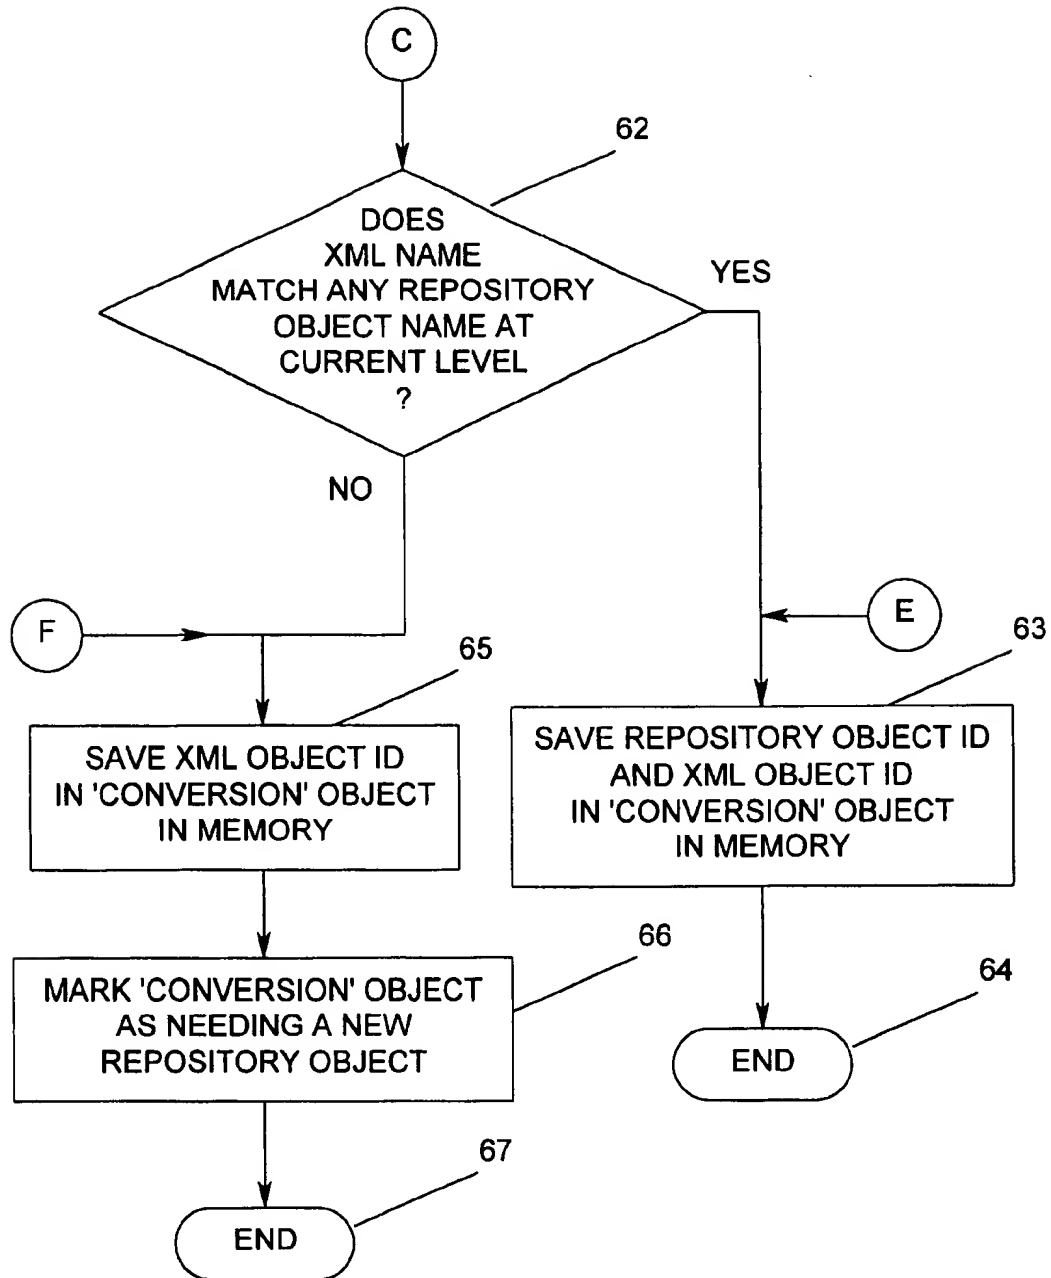 C
62
DOES
XML NAME
MATCH ANY REPOSITORY
OBJECT NAME AT
CURRENT LEVEL
?
YES
NO
F
E
65
63
SAVE XML OBJECT ID
IN 'CONVERSION' OBJECT
IN MEMORY
SAVE REPOSITORY OBJECT ID
AND XML OBJECT ID
IN 'CONVERSION' OBJECT
IN MEMORY
66
64
MARK 'CONVERSION' OBJECT
AS NEEDING A NEW
REPOSITORY OBJECT
END
67
END